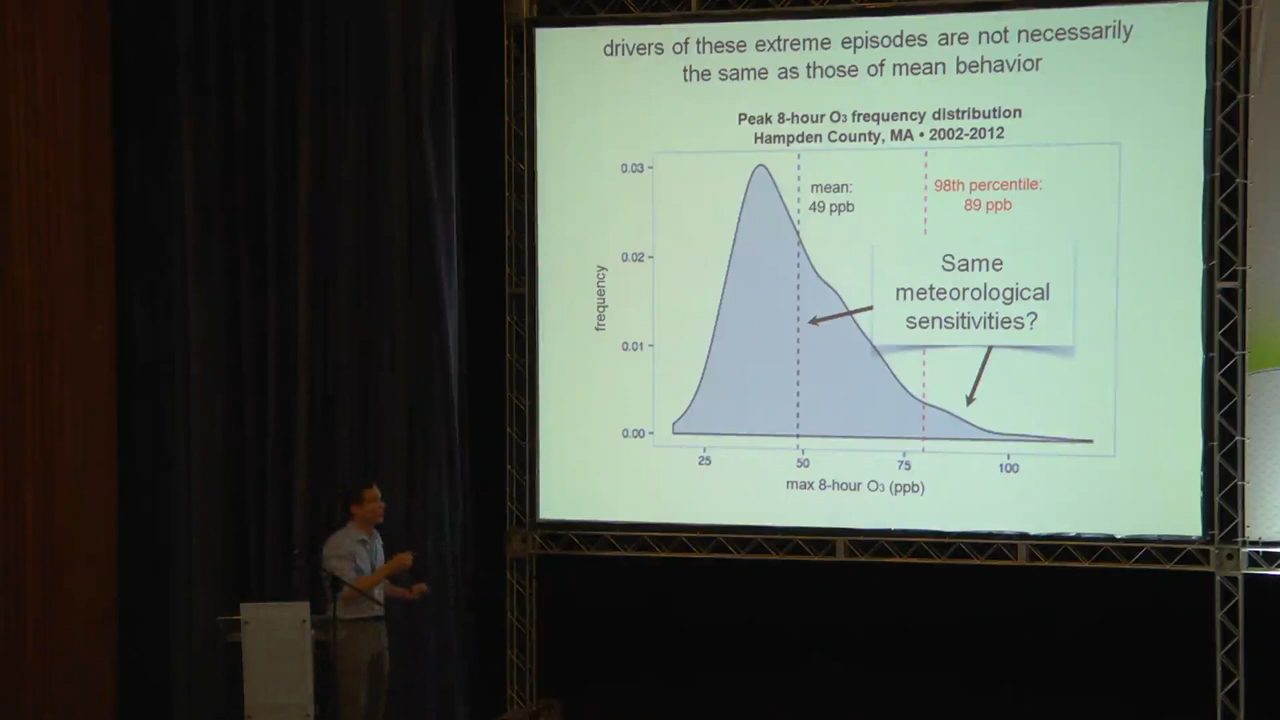 drivers of these extreme episodes are not necessarily
the same as those of mean behavior
Peak 8-hour O3 frequency distribution
Hampden County, MA • 2002-2012
0.03
0.02
0.01
0.00
frequency
mean:
49 ppb
98th percentile:
89 ppb
Same
meteorological
sensitivities?
25 50 75 100
max 8-hour O3 (ppb)